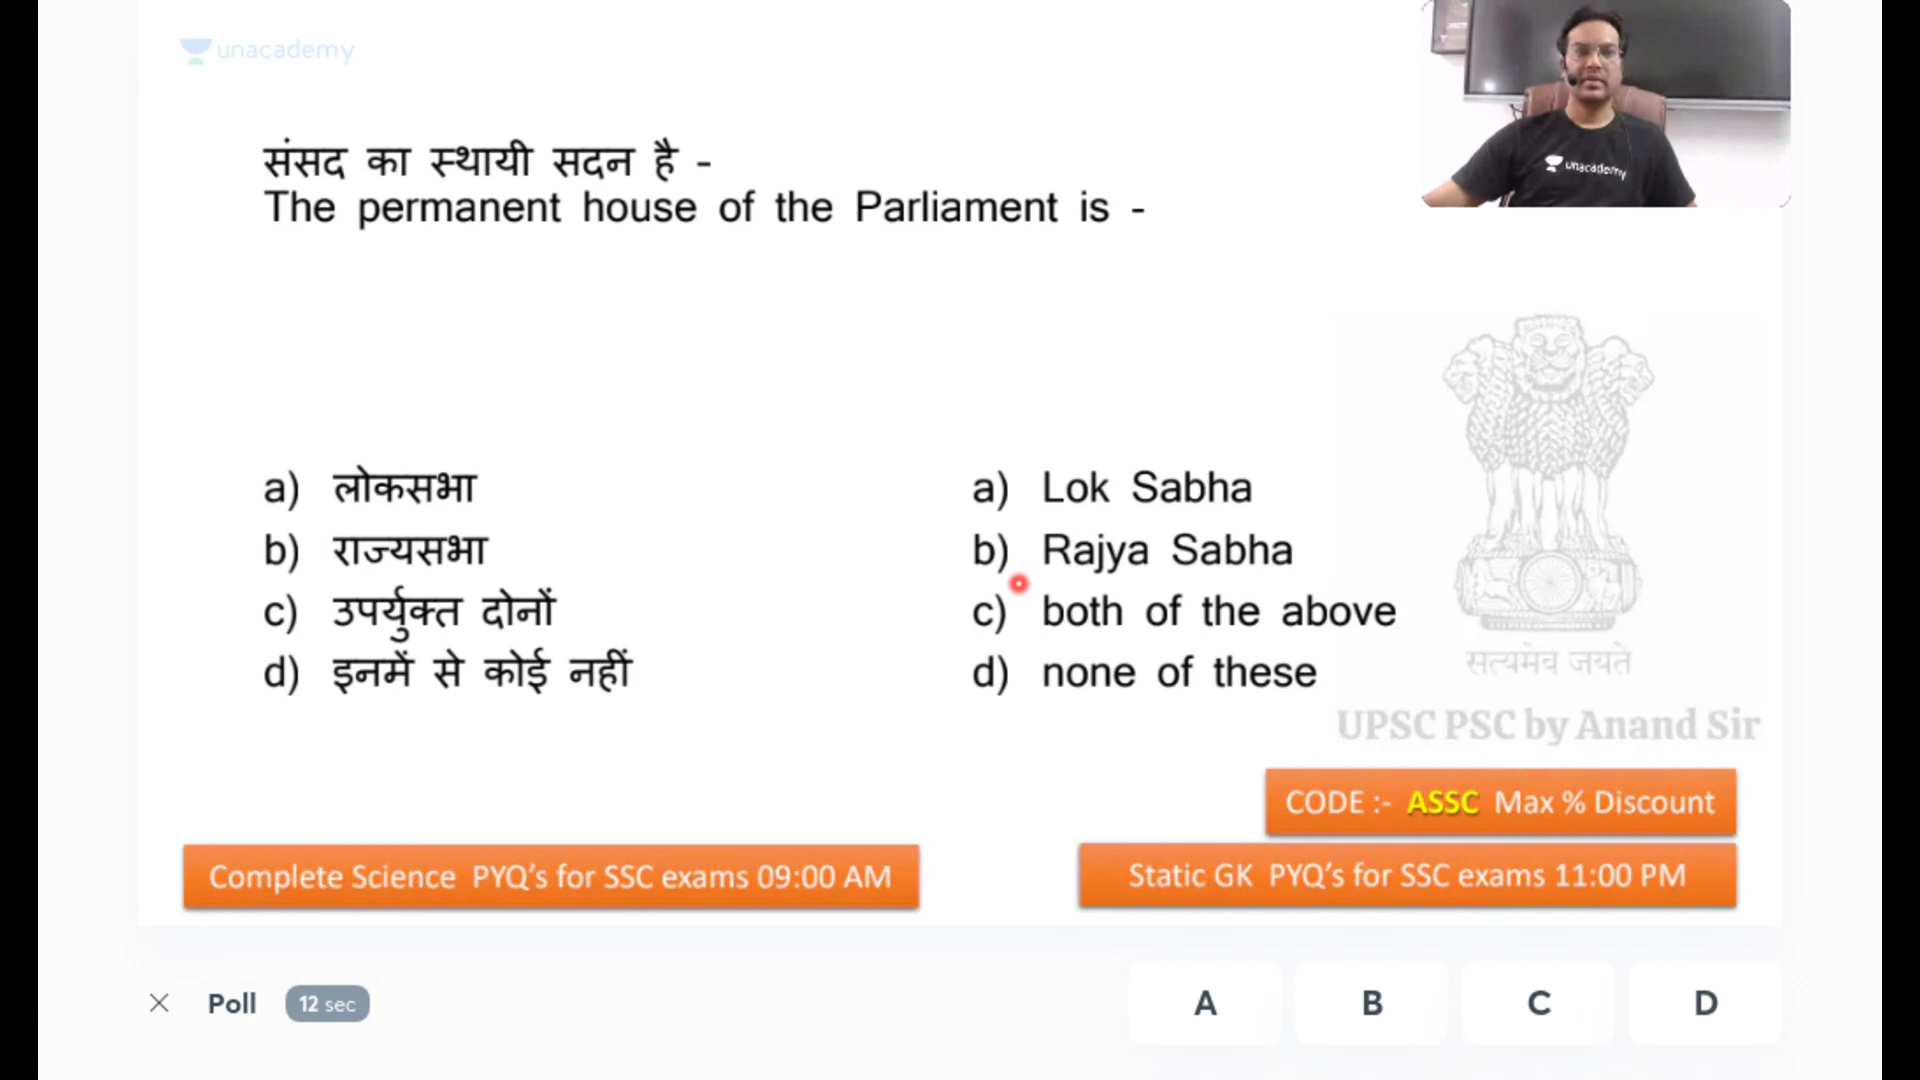 unacademy
unacademy
संसद का स्थायी सदन है -
The permanent house of the Parliament is -
a) लोकसभा
b) राज्यसभा
c) उपर्युक्त दोनों
d) इनमें से कोई नहीं
a) Lok Sabha
b) Rajya Sabha
c) both of the above
d) none of these
सत्यमेव जयते
UPSC PSC by Anand Sir
CODE :- ASSC Max % Discount
Complete Science PYQ’s for SSC exams 09:00 AM
Static GK PYQ’s for SSC exams 11:00 PM
Poll 12 sec A B C D